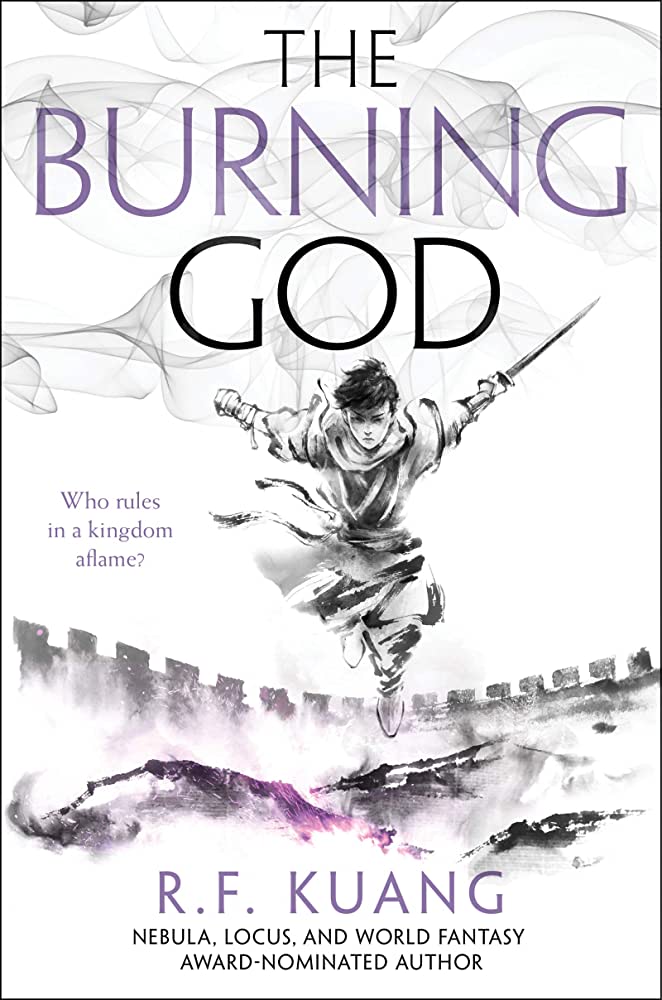 THE
BURNING
GOD
Who rules
in a kingdom
aflame?
R.F. KUANG
NEBULA, LOCUS, AND WORLD FANTASY
AWARD-NOMINATED AUTHOR